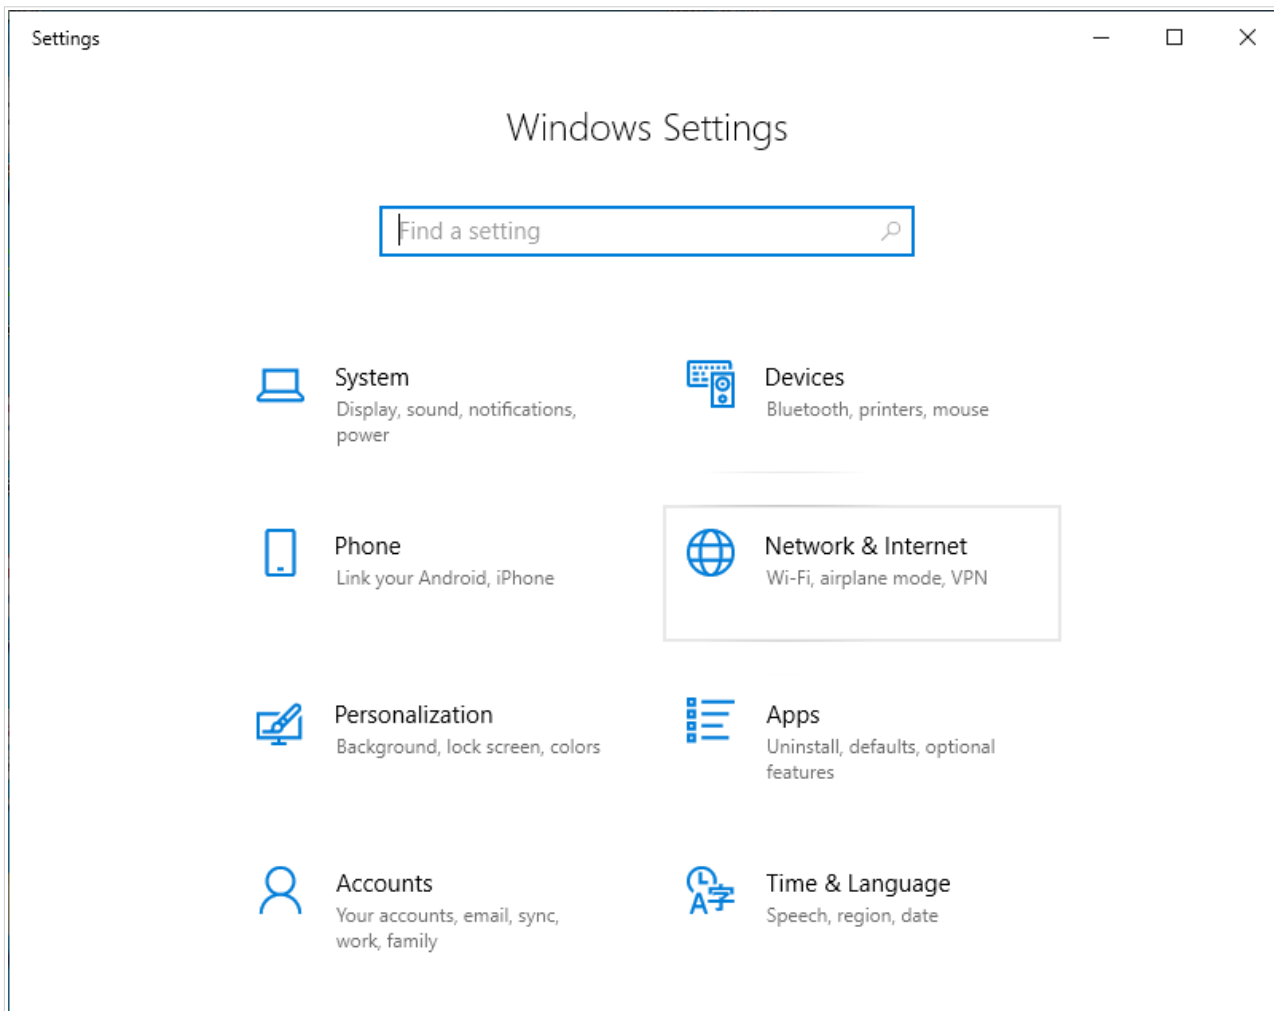 Settings
Windows Settings
Find a setting
System
Display, sound, notifications,
power
Devices
Bluetooth, printers, mouse
Phone
Link your Android, iPhone
Network & Internet
Wi-Fi, airplane mode, VPN
Personalization
Background, lock screen, colors
Apps
Uninstall, defaults, optional
features
Accounts
Your accounts, email, sync,
work, family
Time & Language
Speech, region, date